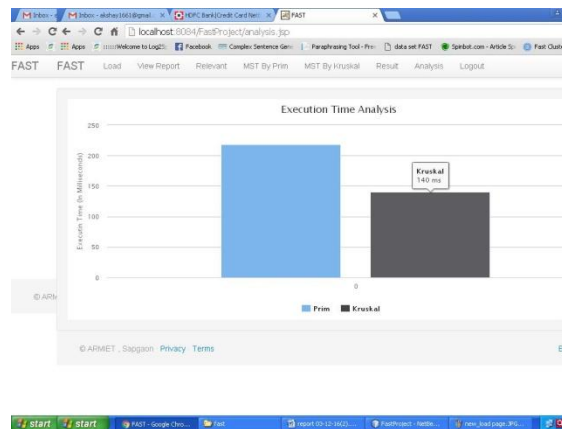 Inbox - Inbox - akshay1661@gmail. HDFC Bank|Credit Card Net FAST
localhost:8084/FastProject/analysis.jsp
Apps Apps ::::::Welcome to Log2S: Facebook Complex Sentence Gene Paraphrasing Tool - Fre data set FAST Spinbot.com - Article Sp Fast Clust
FAST FAST Load View Report Relevant MST By Prim MST By Kruskal Result Analysis Logout
Execution Time Analysis
250
200
150
100
50
0
Executin Time (In Milliseconds)
Kruskal
140 ms
0
Prim Kruskal
© ARM
© ARMIET , Sapgaon Privacy Terms
start start FAST - Google Chro... Fast report 03-12-16(2).... FastProject - NetBe... new_load page.JPG...